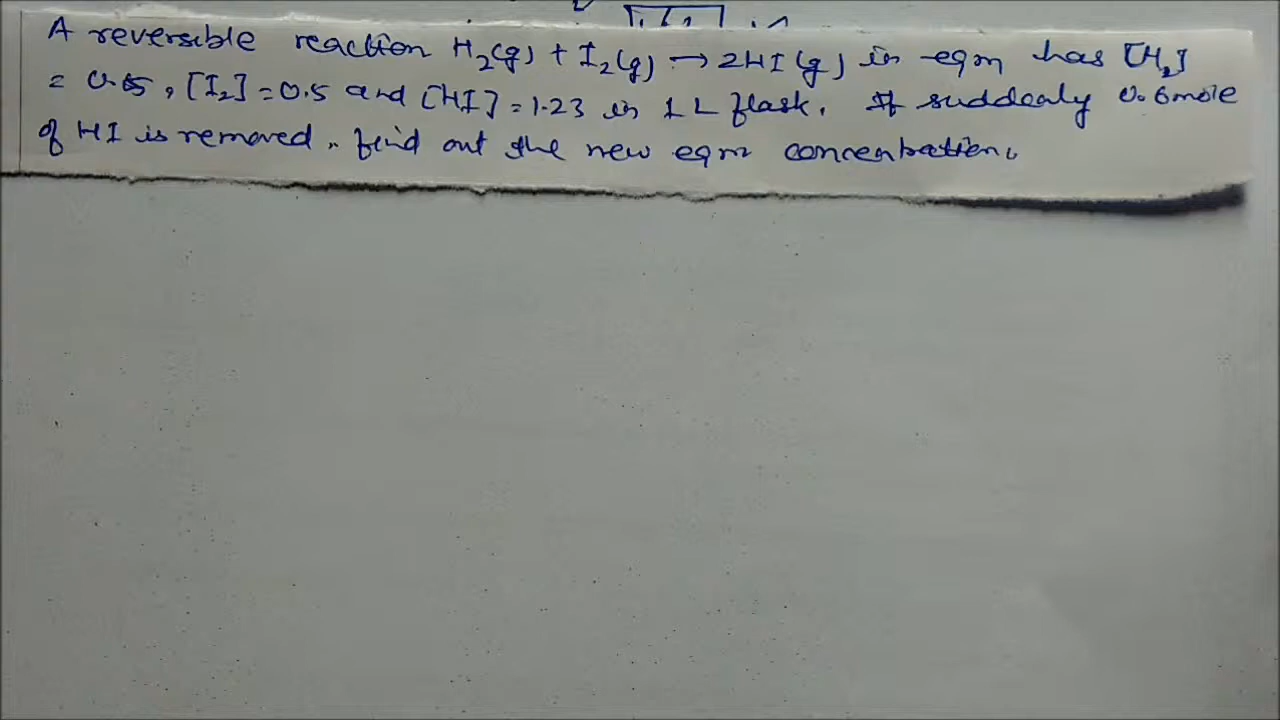 A reversible reaction H₂(g) + I₂(g) → 2HI(g) in eqm has [H₂]
= 0.5, [I₂] = 0.5 and [HI] = 1.23 in 1 L flask. If suddenly 0.6 mole
of HI is removed. find out the new eqm concentration.